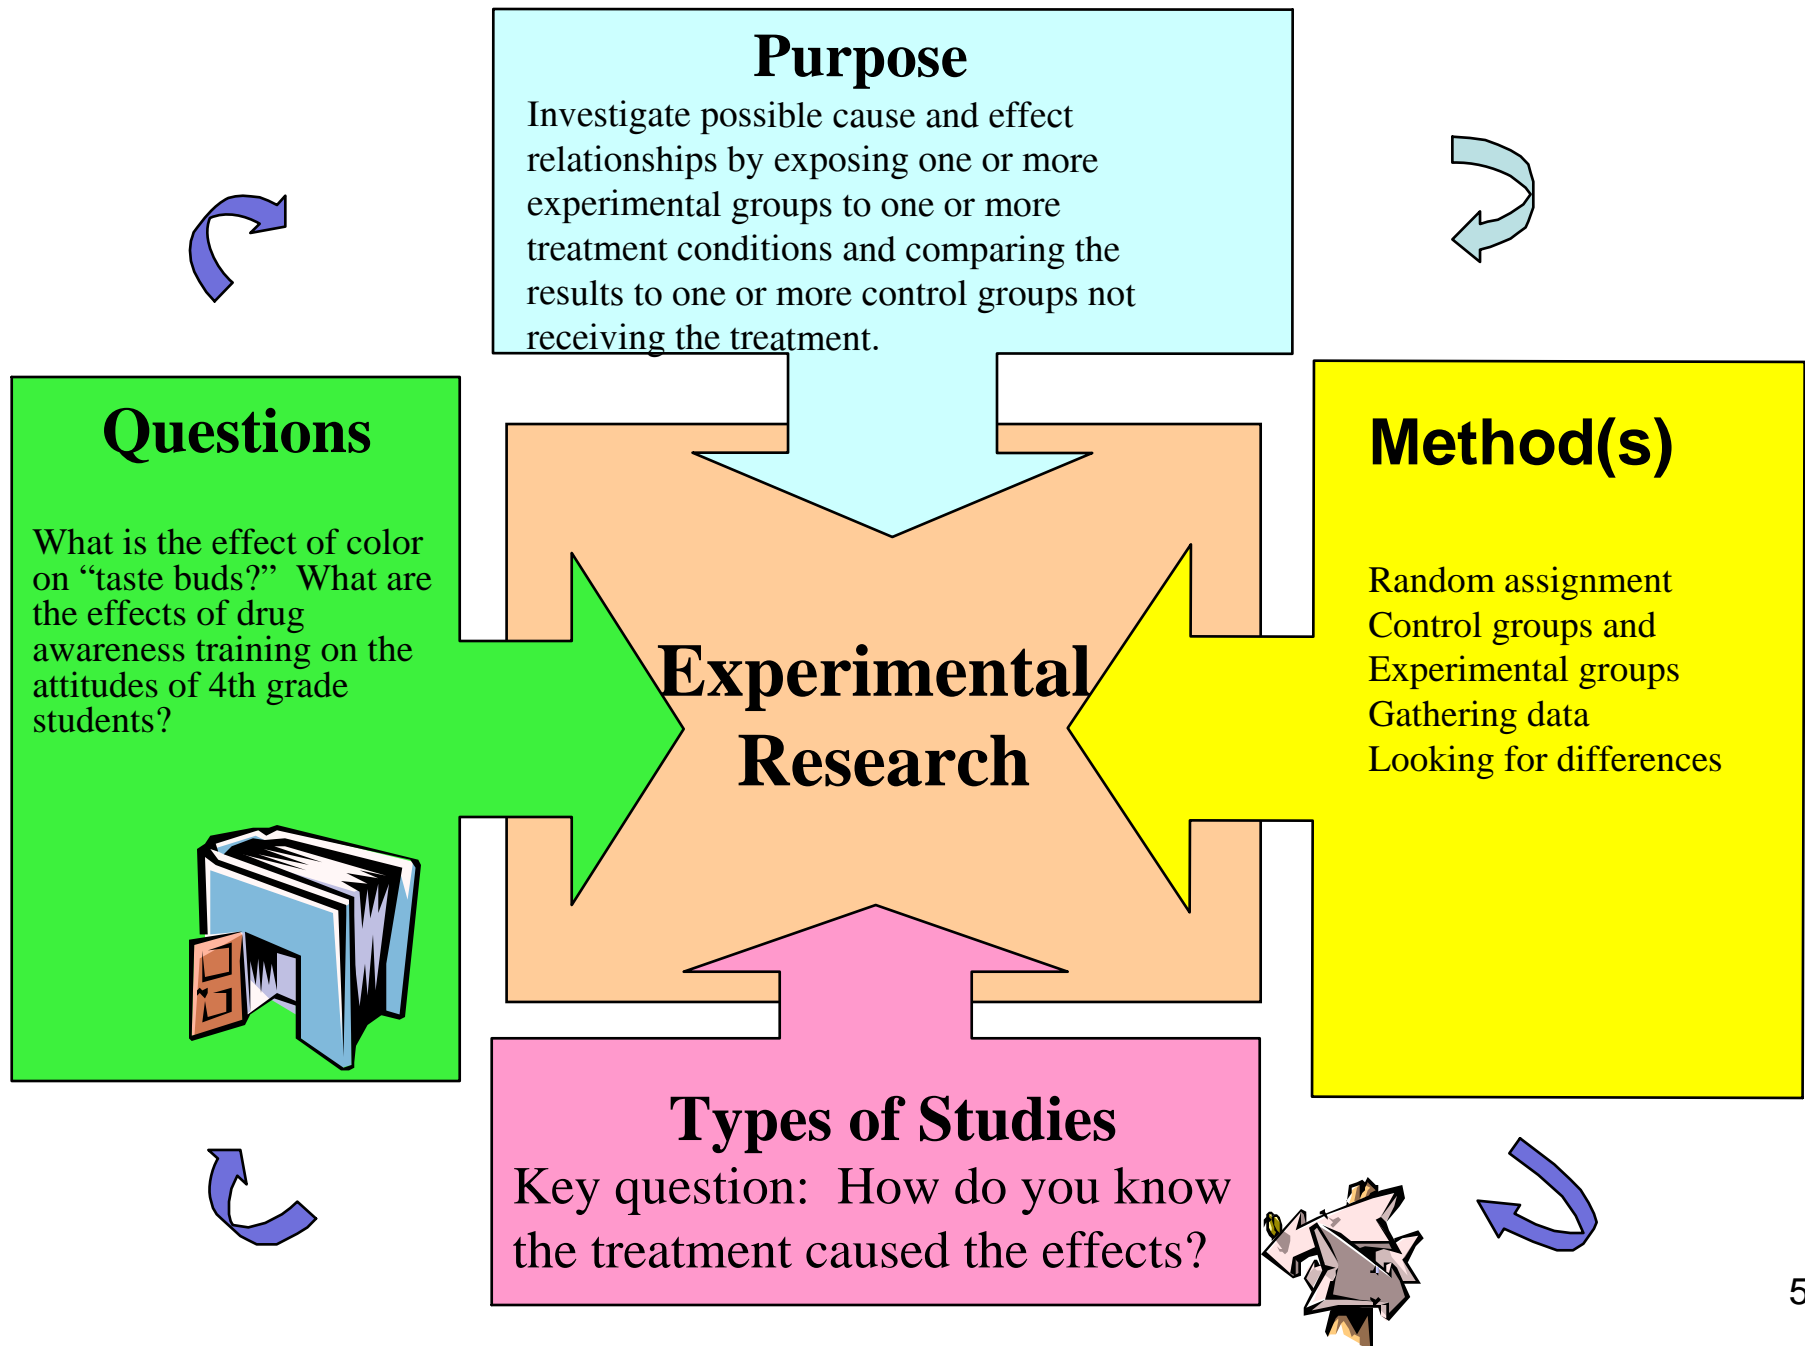 Purpose
Investigate possible cause and effect
relationships by exposing one or more
experimental groups to one or more
treatment conditions and comparing the
results to one or more control groups not
receiving the treatment.
Questions
What is the effect of color
on “taste buds?”  What are
the effects of drug
awareness training on the
attitudes of 4th grade
students?
Experimental
Research
Method(s)
Random assignment
Control groups and
Experimental groups
Gathering data
Looking for differences
Types of Studies
Key question:  How do you know
the treatment caused the effects?
5